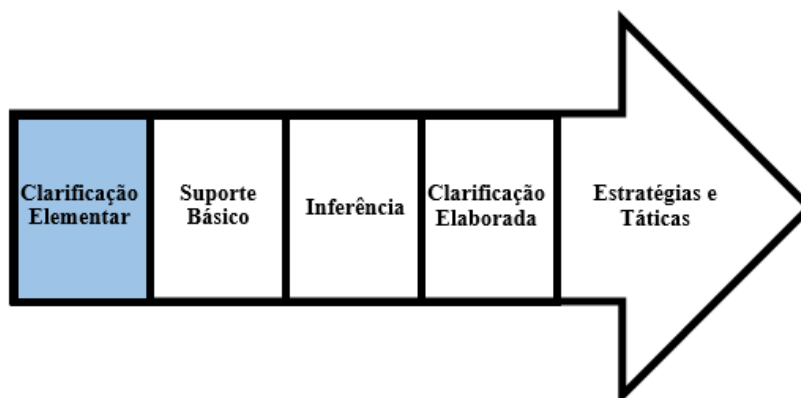 Clarificação
Elementar
Suporte
Básico
Inferência
Clarificação
Elaborada
Estratégias e
Táticas